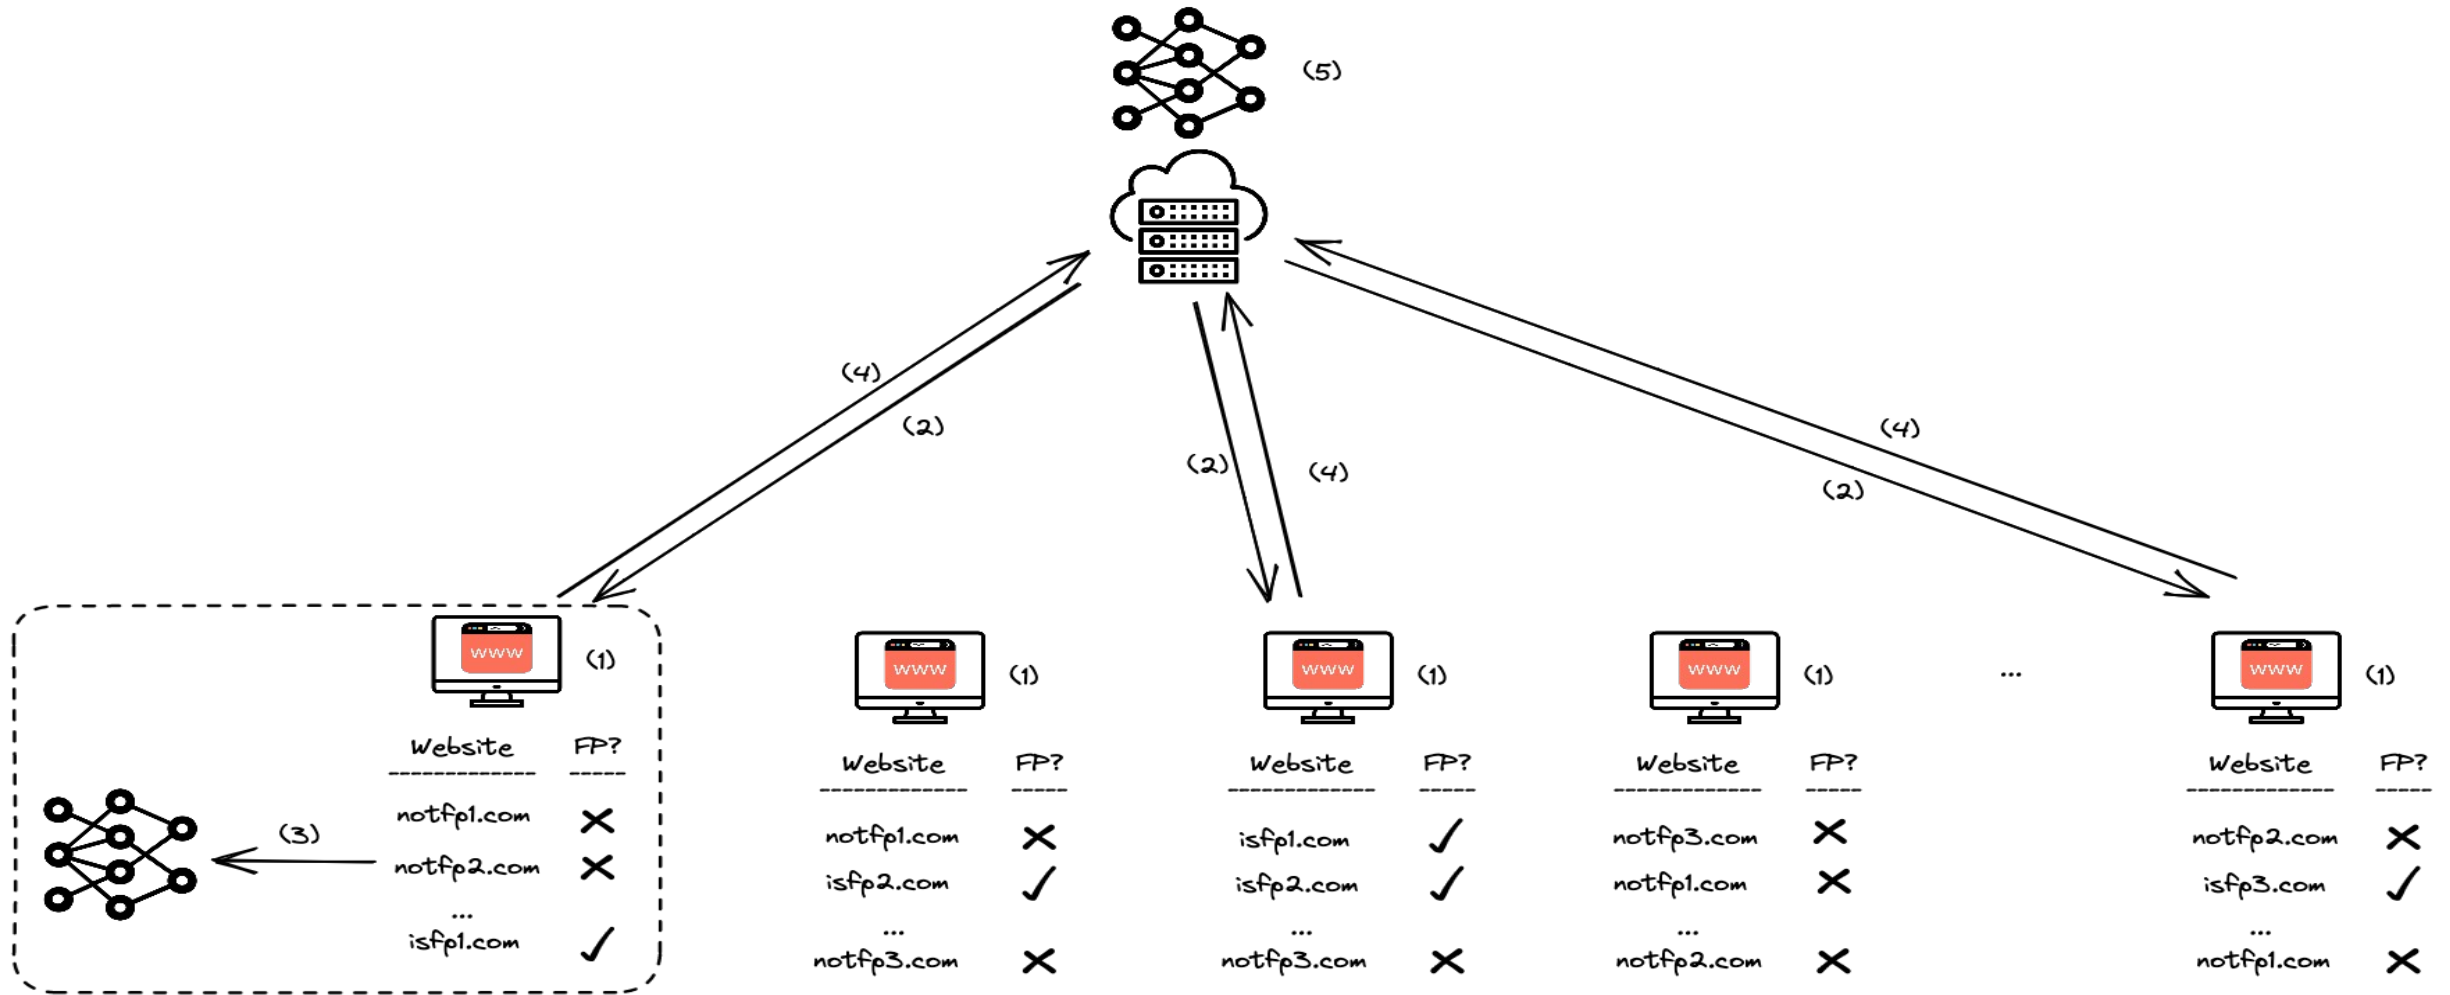 (5)
(4)
(2)
(2)
(4)
(4)
(2)
www
(1)
Website FP?
notfp1.com
notfp2.com
...
isfp1.com
(3)
www
(1)
Website FP?
notfp1.com
isfp2.com
...
notfp3.com
www
(1)
Website FP?
isfp1.com
isfp2.com
...
notfp3.com
www
(1)
Website FP?
notfp3.com
notfp1.com
...
notfp2.com
...
www
(1)
Website FP?
notfp2.com
isfp3.com
...
notfp1.com